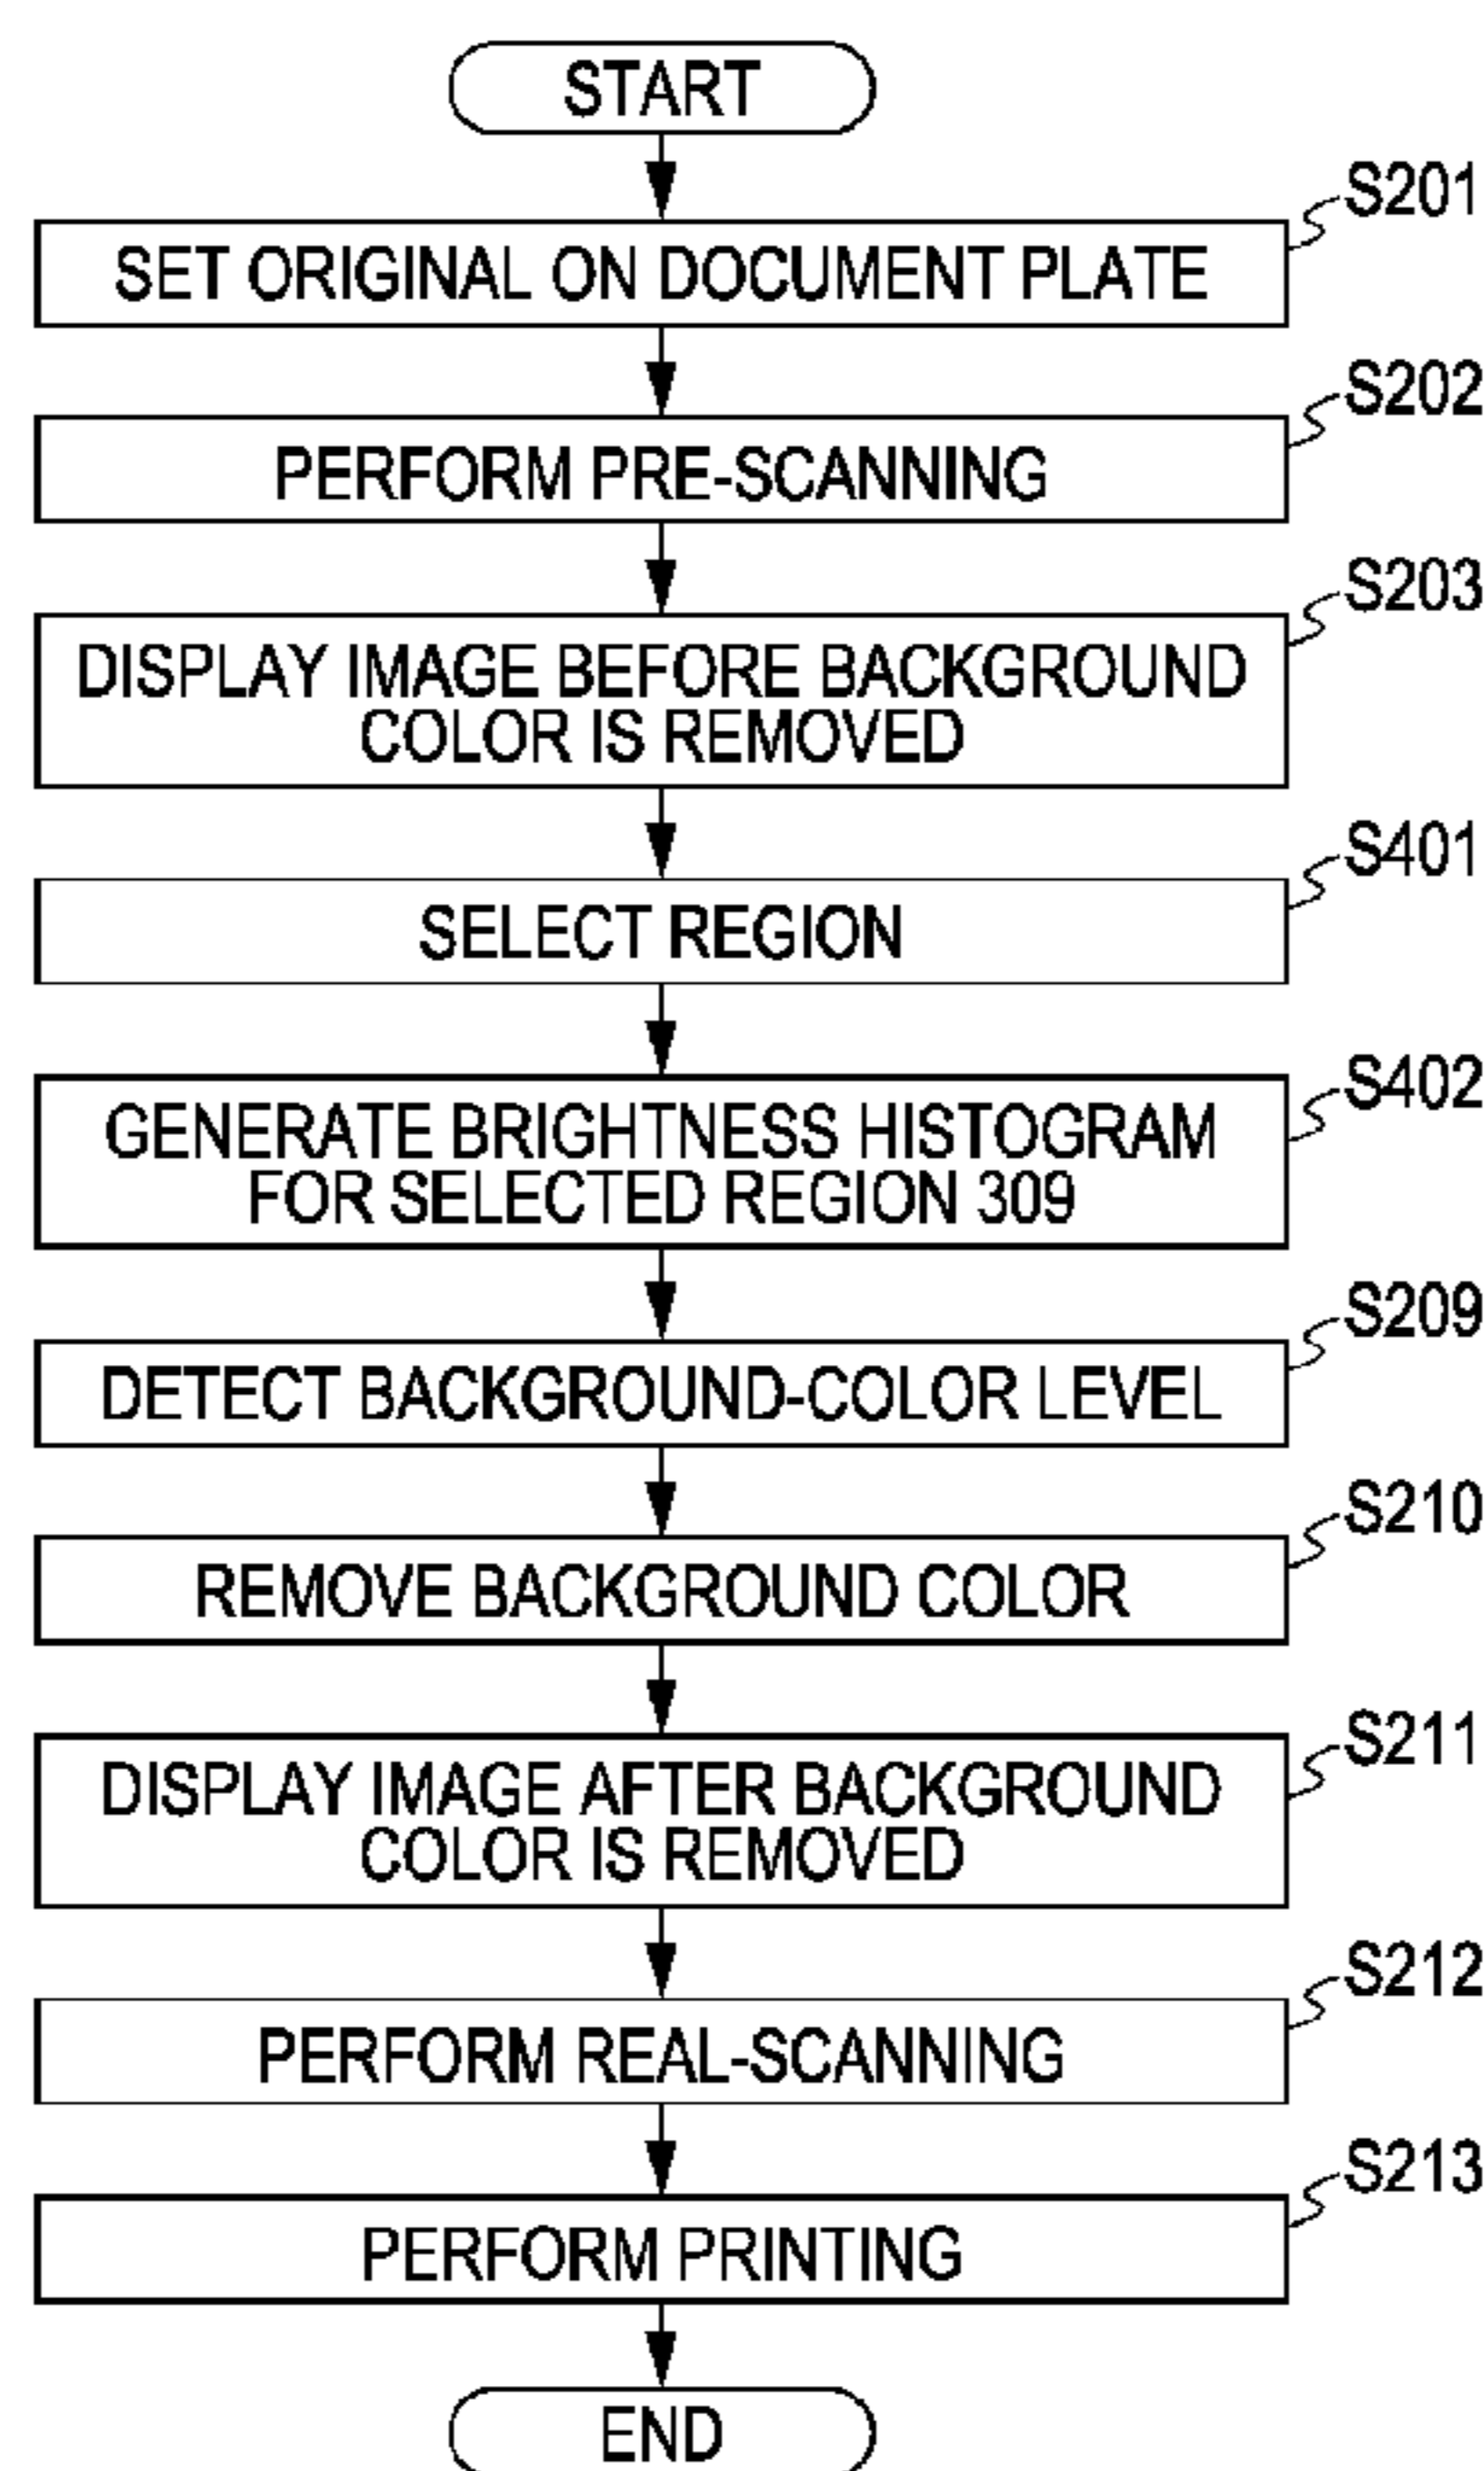 START
S201
SET ORIGINAL ON DOCUMENT PLATE
S202
PERFORM PRE-SCANNING
S203
DISPLAY IMAGE BEFORE BACKGROUND
COLOR IS REMOVED
S401
SELECT REGION
S402
GENERATE BRIGHTNESS HISTOGRAM
FOR SELECTED REGION 309
S209
DETECT BACKGROUND-COLOR LEVEL
S210
REMOVE BACKGROUND COLOR
S211
DISPLAY IMAGE AFTER BACKGROUND
COLOR IS REMOVED
S212
PERFORM REAL-SCANNING
S213
PERFORM PRINTING
END